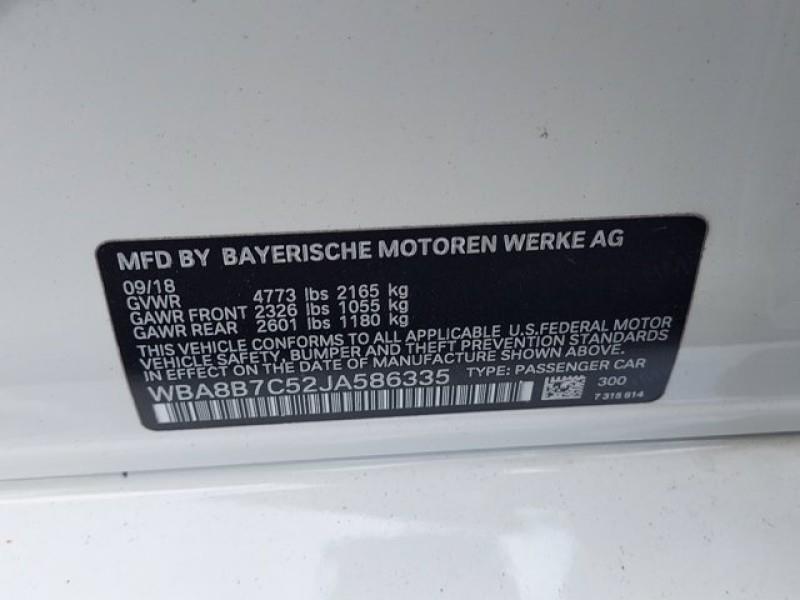 MFD BY BAYERISCHE MOTOREN WERKE AG
09/18
GVWR 4773 lbs 2165 kg
GAWR FRONT 2326 lbs 1055 kg
GAWR REAR 2601 lbs 1180 kg
THIS VEHICLE CONFORMS TO ALL APPLICABLE U.S.FEDERAL MOTOR
VEHICLE SAFETY, BUMPER, AND THEFT PREVENTION STANDARDS
IN EFFECT ON THE DATE OF MANUFACTURE SHOWN ABOVE.
WBA8B7C52JA586335 TYPE: PASSENGER CAR
300
7 315 614